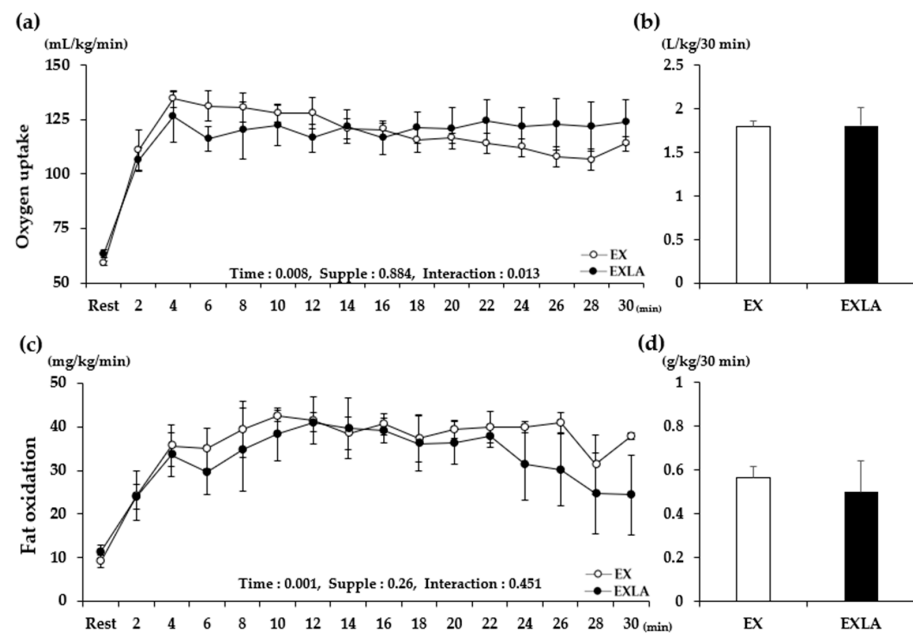 (a)
(mL/kg/min)
150
125
100
75
50
Oxygen uptake
EX
EXLA
Time : 0.008, Supple : 0.884, Interaction : 0.013
Rest 2 4 6 8 10 12 14 16 18 20 22 24 26 28 30 (min)
(b)
(L/kg/30 min)
2.5
2
1.5
1
0.5
0
EX EXLA
(c)
(mg/kg/min)
50
40
30
20
10
0
Fat oxidation
EX
EXLA
Time : 0.001, Supple : 0.26, Interaction : 0.451
Rest 2 4 6 8 10 12 14 16 18 20 22 24 26 28 30 (min)
(d)
(g/kg/30 min)
1
0.8
0.6
0.4
0.2
0
EX EXLA